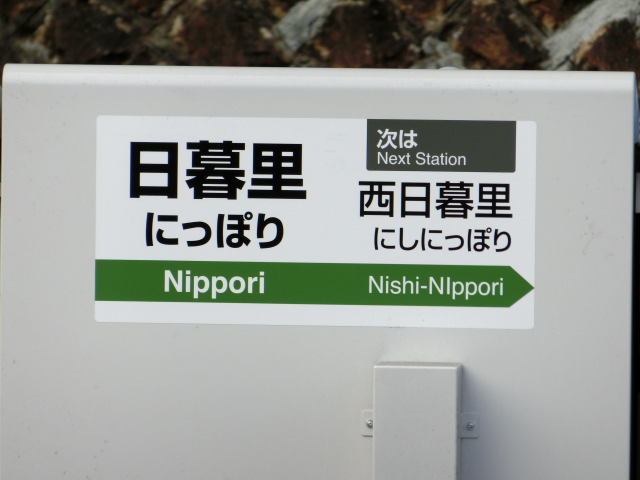 日暮里
にっぽり
Nippori
次は
Next Station
西日暮里
にしにっぽり
Nishi-NIppori